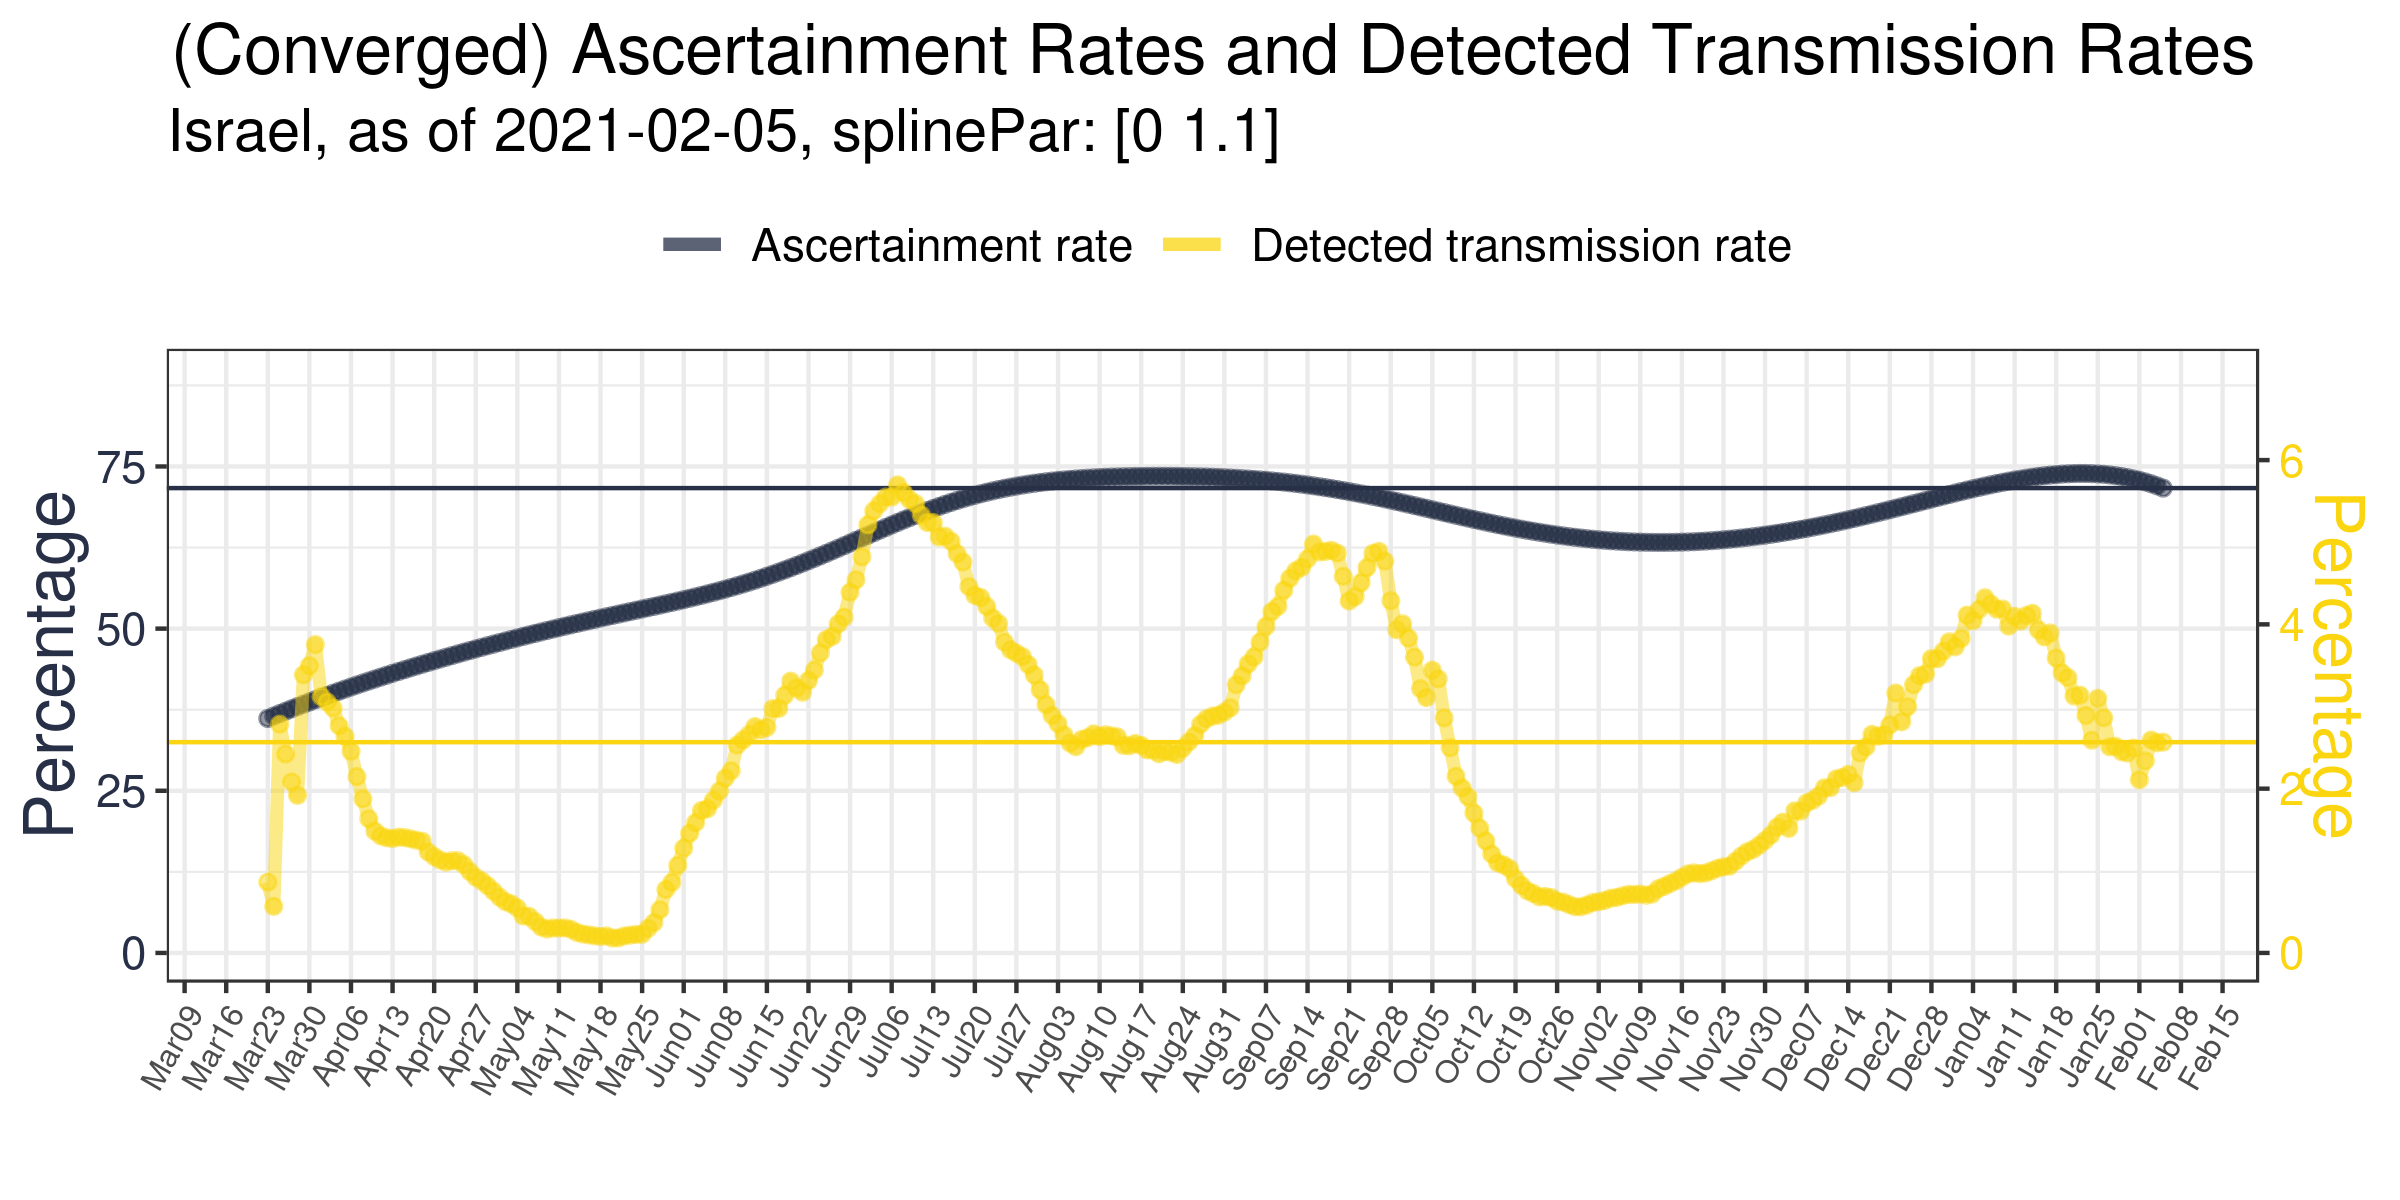 (Converged) Ascertainment Rates and Detected Transmission Rates
Israel, as of 2021-02-05, splinePar: [0 1.1]
Ascertainment rate
Detected transmission rate
Percentage
75
50
25
0
6
4
2
0
Percentage
Mar09
Mar16
Mar23
Mar30
Apr06
Apr13
Apr20
Apr27
May04
May11
May18
May25
Jun01
Jun08
Jun15
Jun22
Jun29
Jul06
Jul13
Jul20
Jul27
Aug03
Aug10
Aug17
Aug24
Aug31
Sep07
Sep14
Sep21
Sep28
Oct05
Oct12
Oct19
Oct26
Nov02
Nov09
Nov16
Nov23
Nov30
Dec07
Dec14
Dec21
Dec28
Jan04
Jan11
Jan18
Jan25
Feb01
Feb08
Feb15